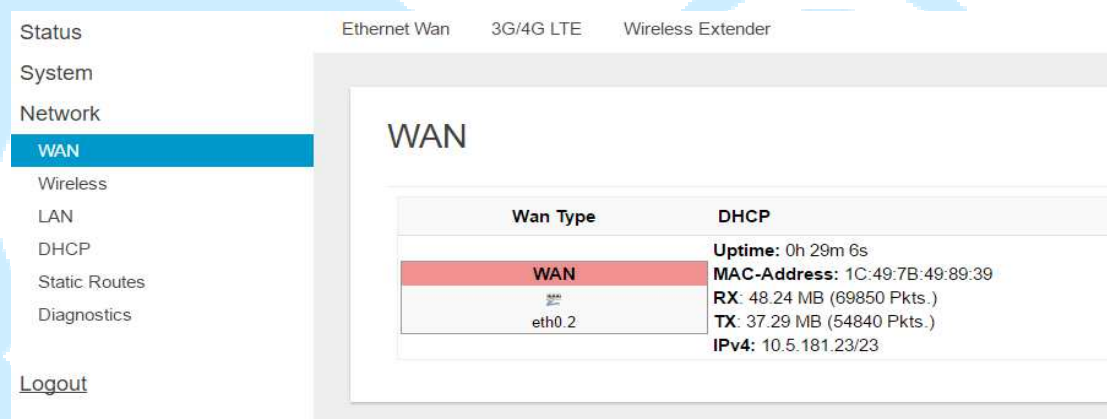 Status
System
Network
WAN
Wireless
LAN
DHCP
Static Routes
Diagnostics
Logout
Ethernet Wan 3G/4G LTE Wireless Extender
WAN
Wan Type DHCP
WAN
eth0.2
Uptime: 0h 29m 6s
MAC-Address: 1C:49:7B:49:89:39
RX: 48.24 MB (69850 Pkts.)
TX: 37.29 MB (54840 Pkts.)
IPv4: 10.5.181.23/23